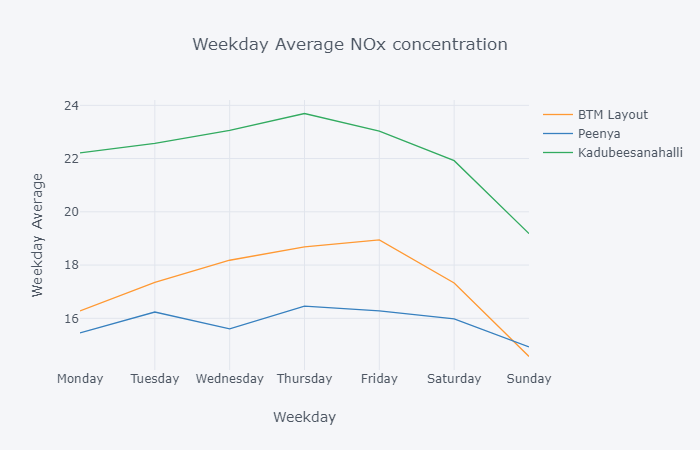 Weekday Average NOx concentration
24
22
20
18
16
Weekday Average
Monday Tuesday Wednesday Thursday Friday Saturday Sunday
Weekday
BTM Layout
Peenya
Kadubeesanahalli